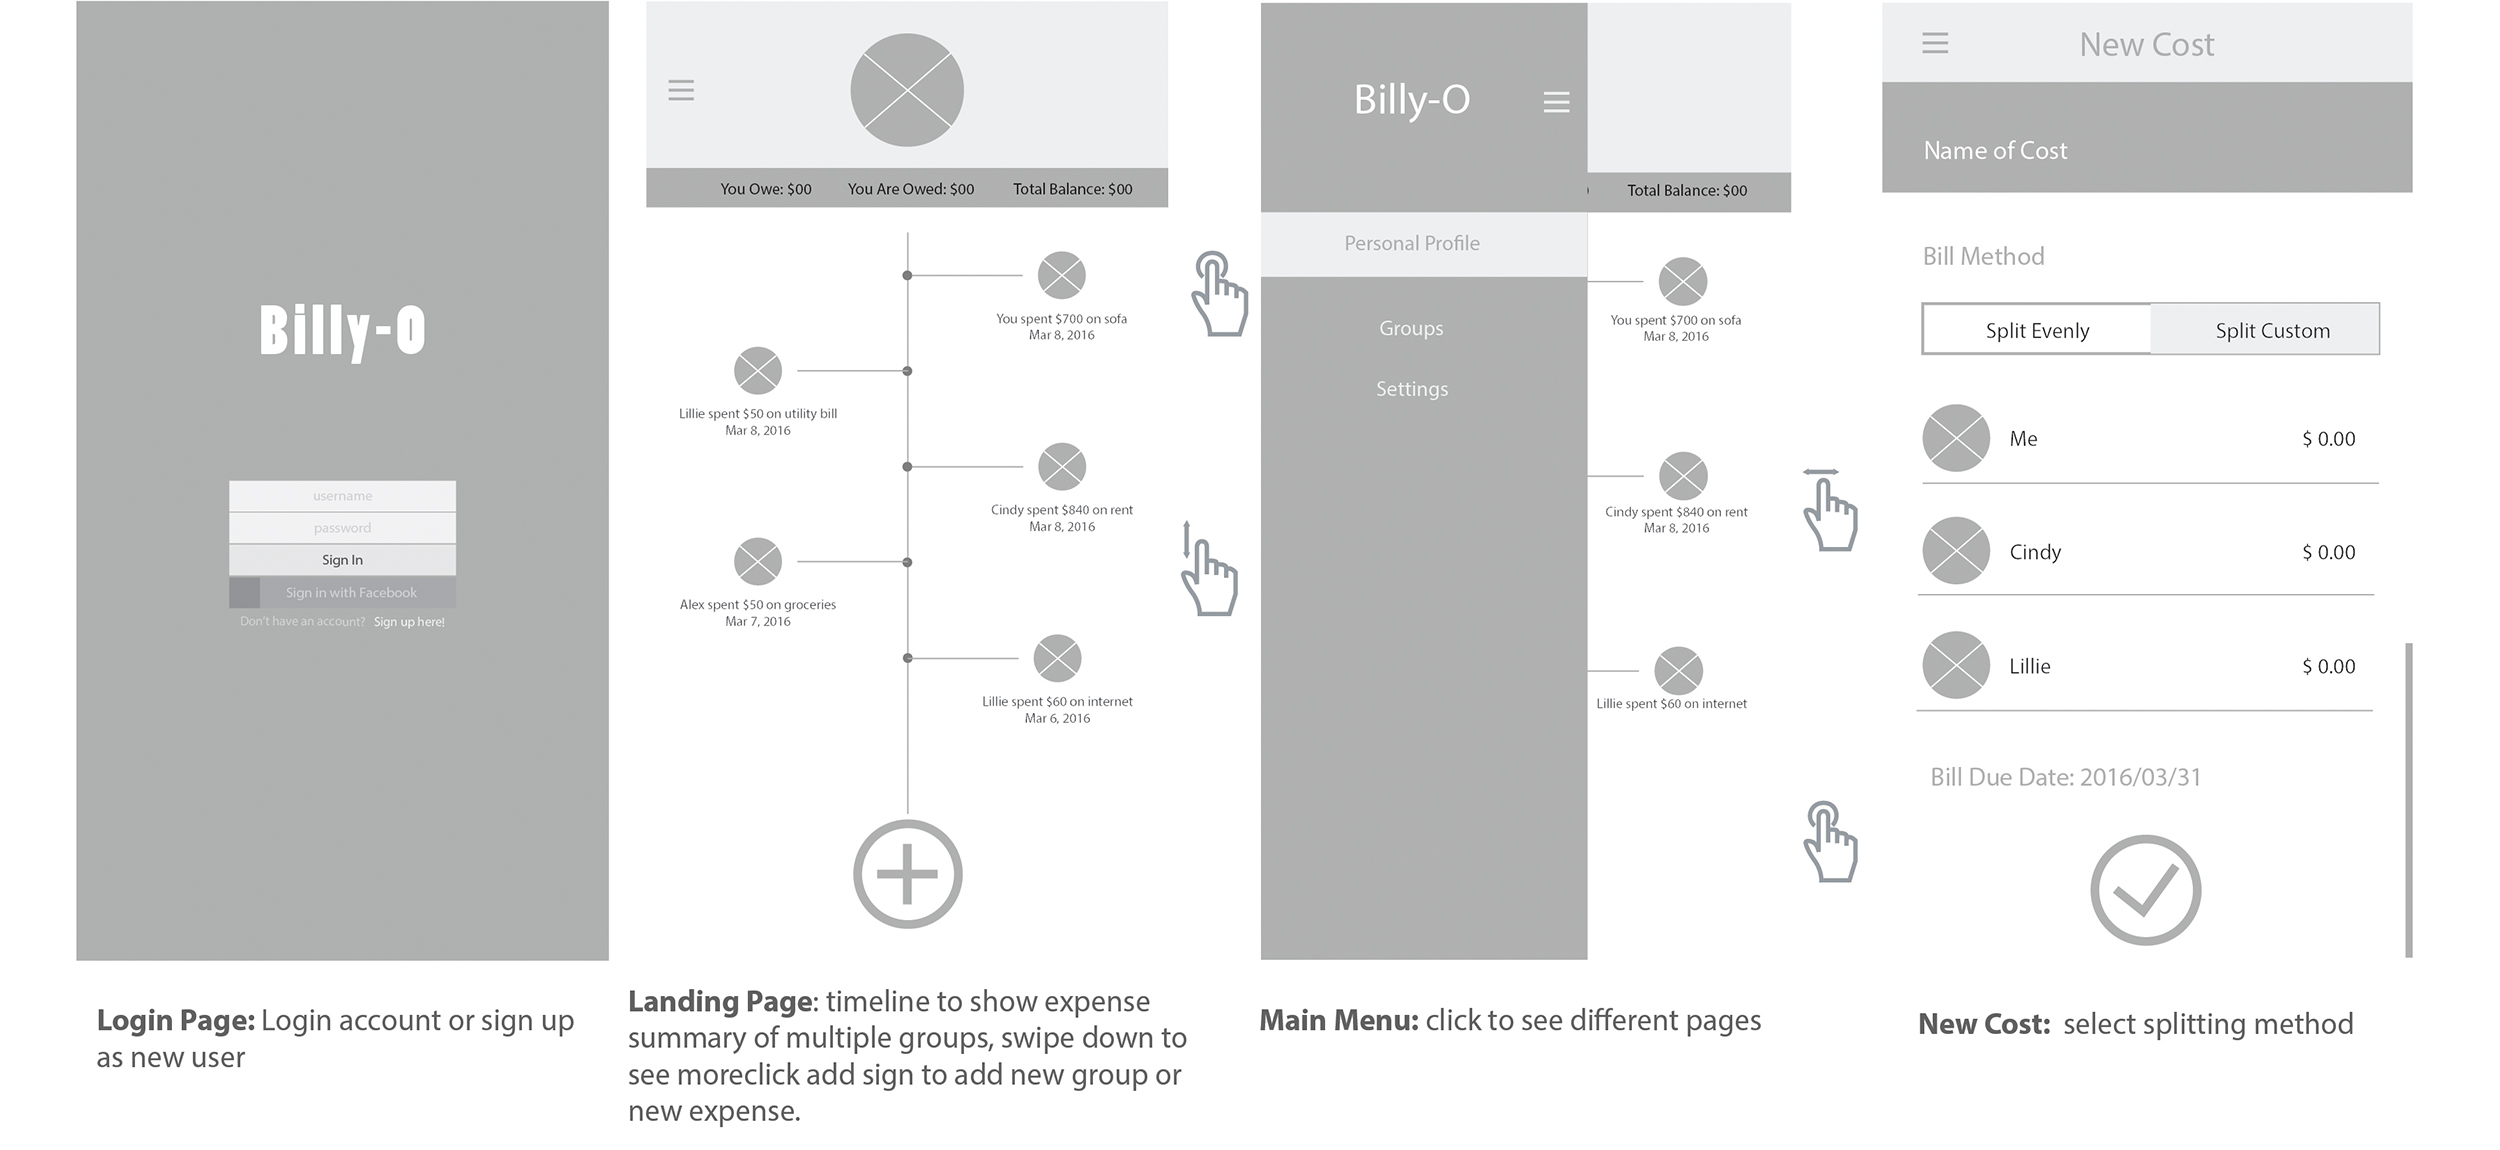 Billy-O
username
password
Sign In
Sign in with Facebook
Don't have an account? Sign up here!
Login Page: Login account or sign up
as new user
You Owe: $00 You Are Owed: $00 Total Balance: $00
You spent $700 on sofa
Mar 8, 2016
Lillie spent $50 on utility bill
Mar 8, 2016
Cindy spent $840 on rent
Mar 8, 2016
Alex spent $50 on groceries
Mar 7, 2016
Lillie spent $60 on internet
Mar 6, 2016
Landing Page: timeline to show expense
summary of multiple groups, swipe down to
see moreclick add sign to add new group or
new expense.
Billy-O
Personal Profile
Groups
Settings
Total Balance: $00
You spent $700 on sofa
Mar 8, 2016
Cindy spent $840 on rent
Mar 8, 2016
Lillie spent $60 on internet
Main Menu: click to see different pages
New Cost
Name of Cost
Bill Method
Split Evenly Split Custom
Me $ 0.00
Cindy $ 0.00
Lillie $ 0.00
Bill Due Date: 2016/03/31
New Cost: select splitting method